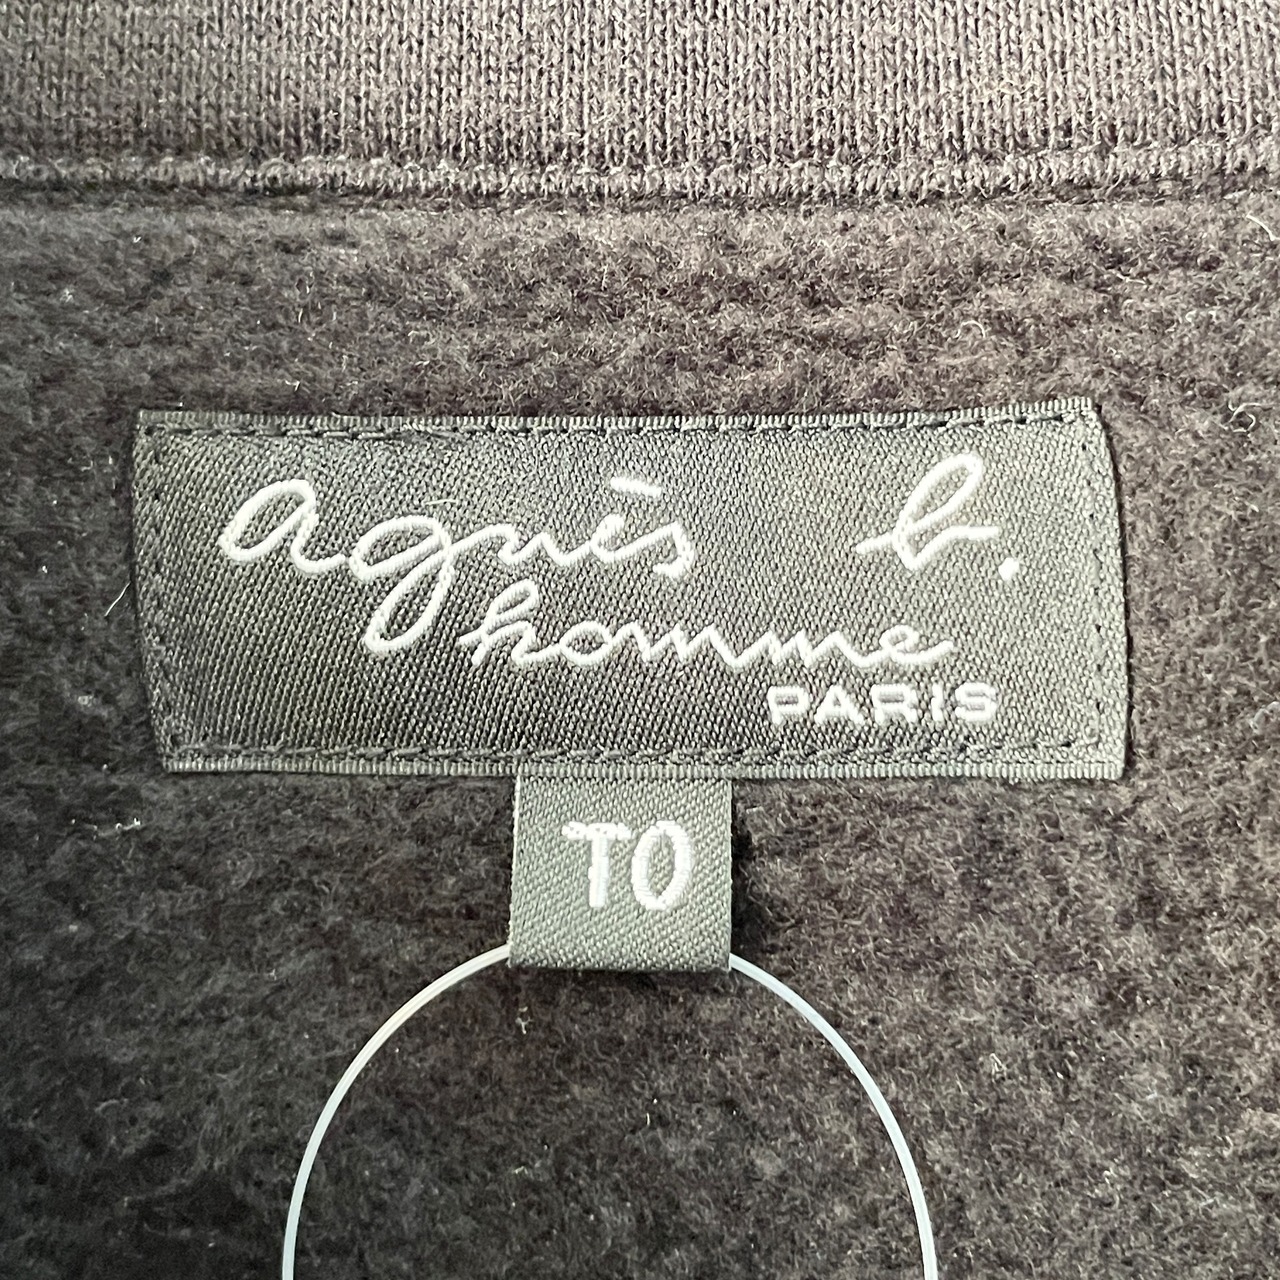 agnès b.
homme
PARIS
T0